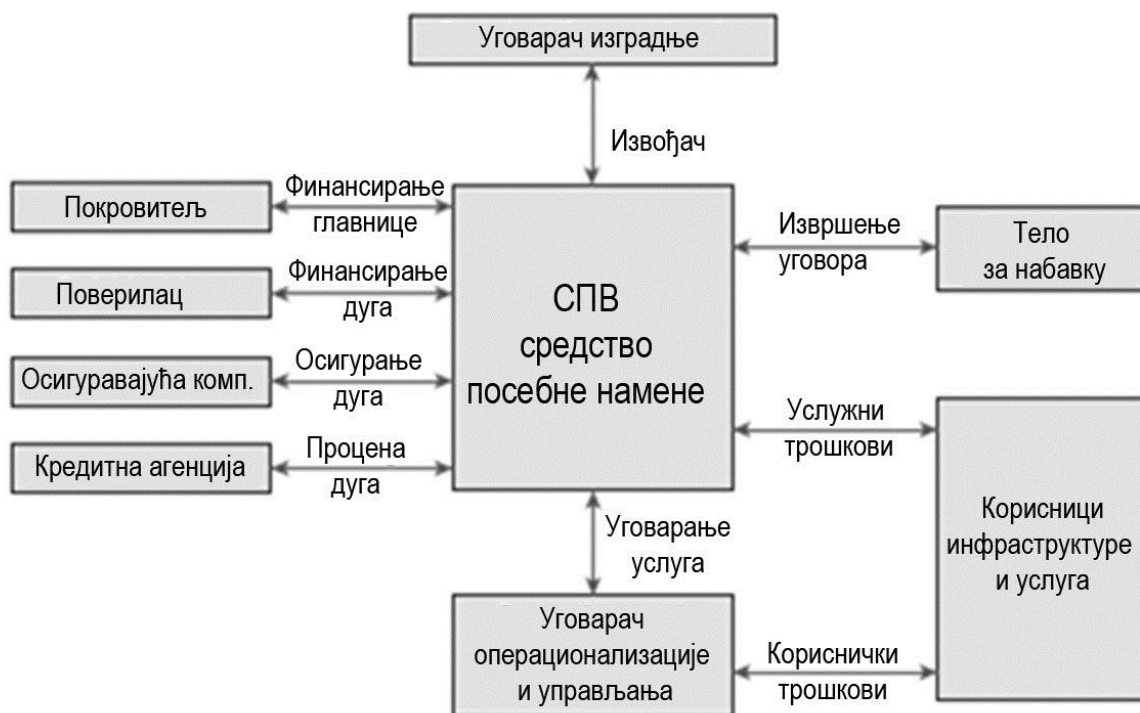 Уговарач изградње
Извођач
Покровитељ
Финансирање
главнице
Поверилац
Финансирање
дуга
Осигуравајућа комп.
Осигурање
дуга
Кредитна агенција
Процена
дуга
СПВ
средство
посебне намене
Извршење
уговора
Тело
за набавку
Услужни
трошкови
Корисници
инфраструктуре
и услуга
Уговарање
услуга
Уговарач
операционализације
и управљања
Кориснички
трошкови